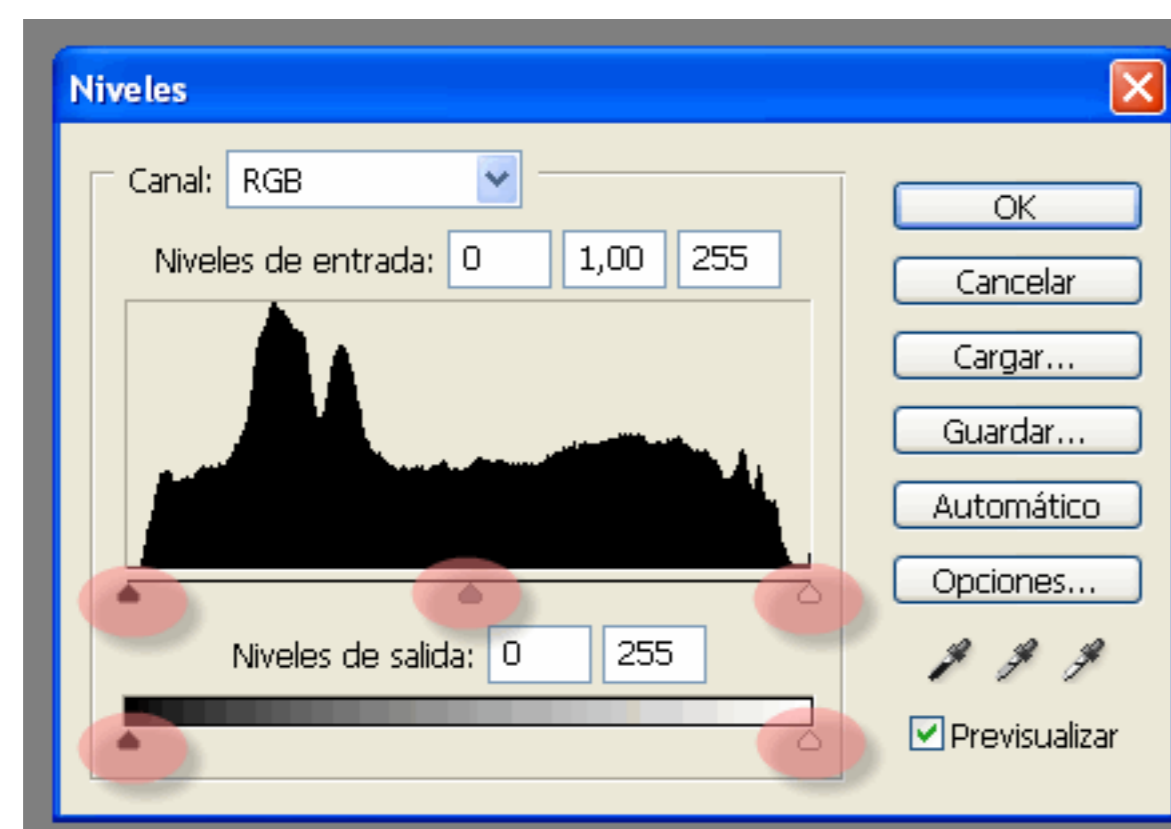 Niveles
Canal: RGB
Niveles de entrada: 0 1,00 255
Niveles de salida: 0 255
OK
Cancelar
Cargar...
Guardar...
Automático
Opciones...
Previsualizar